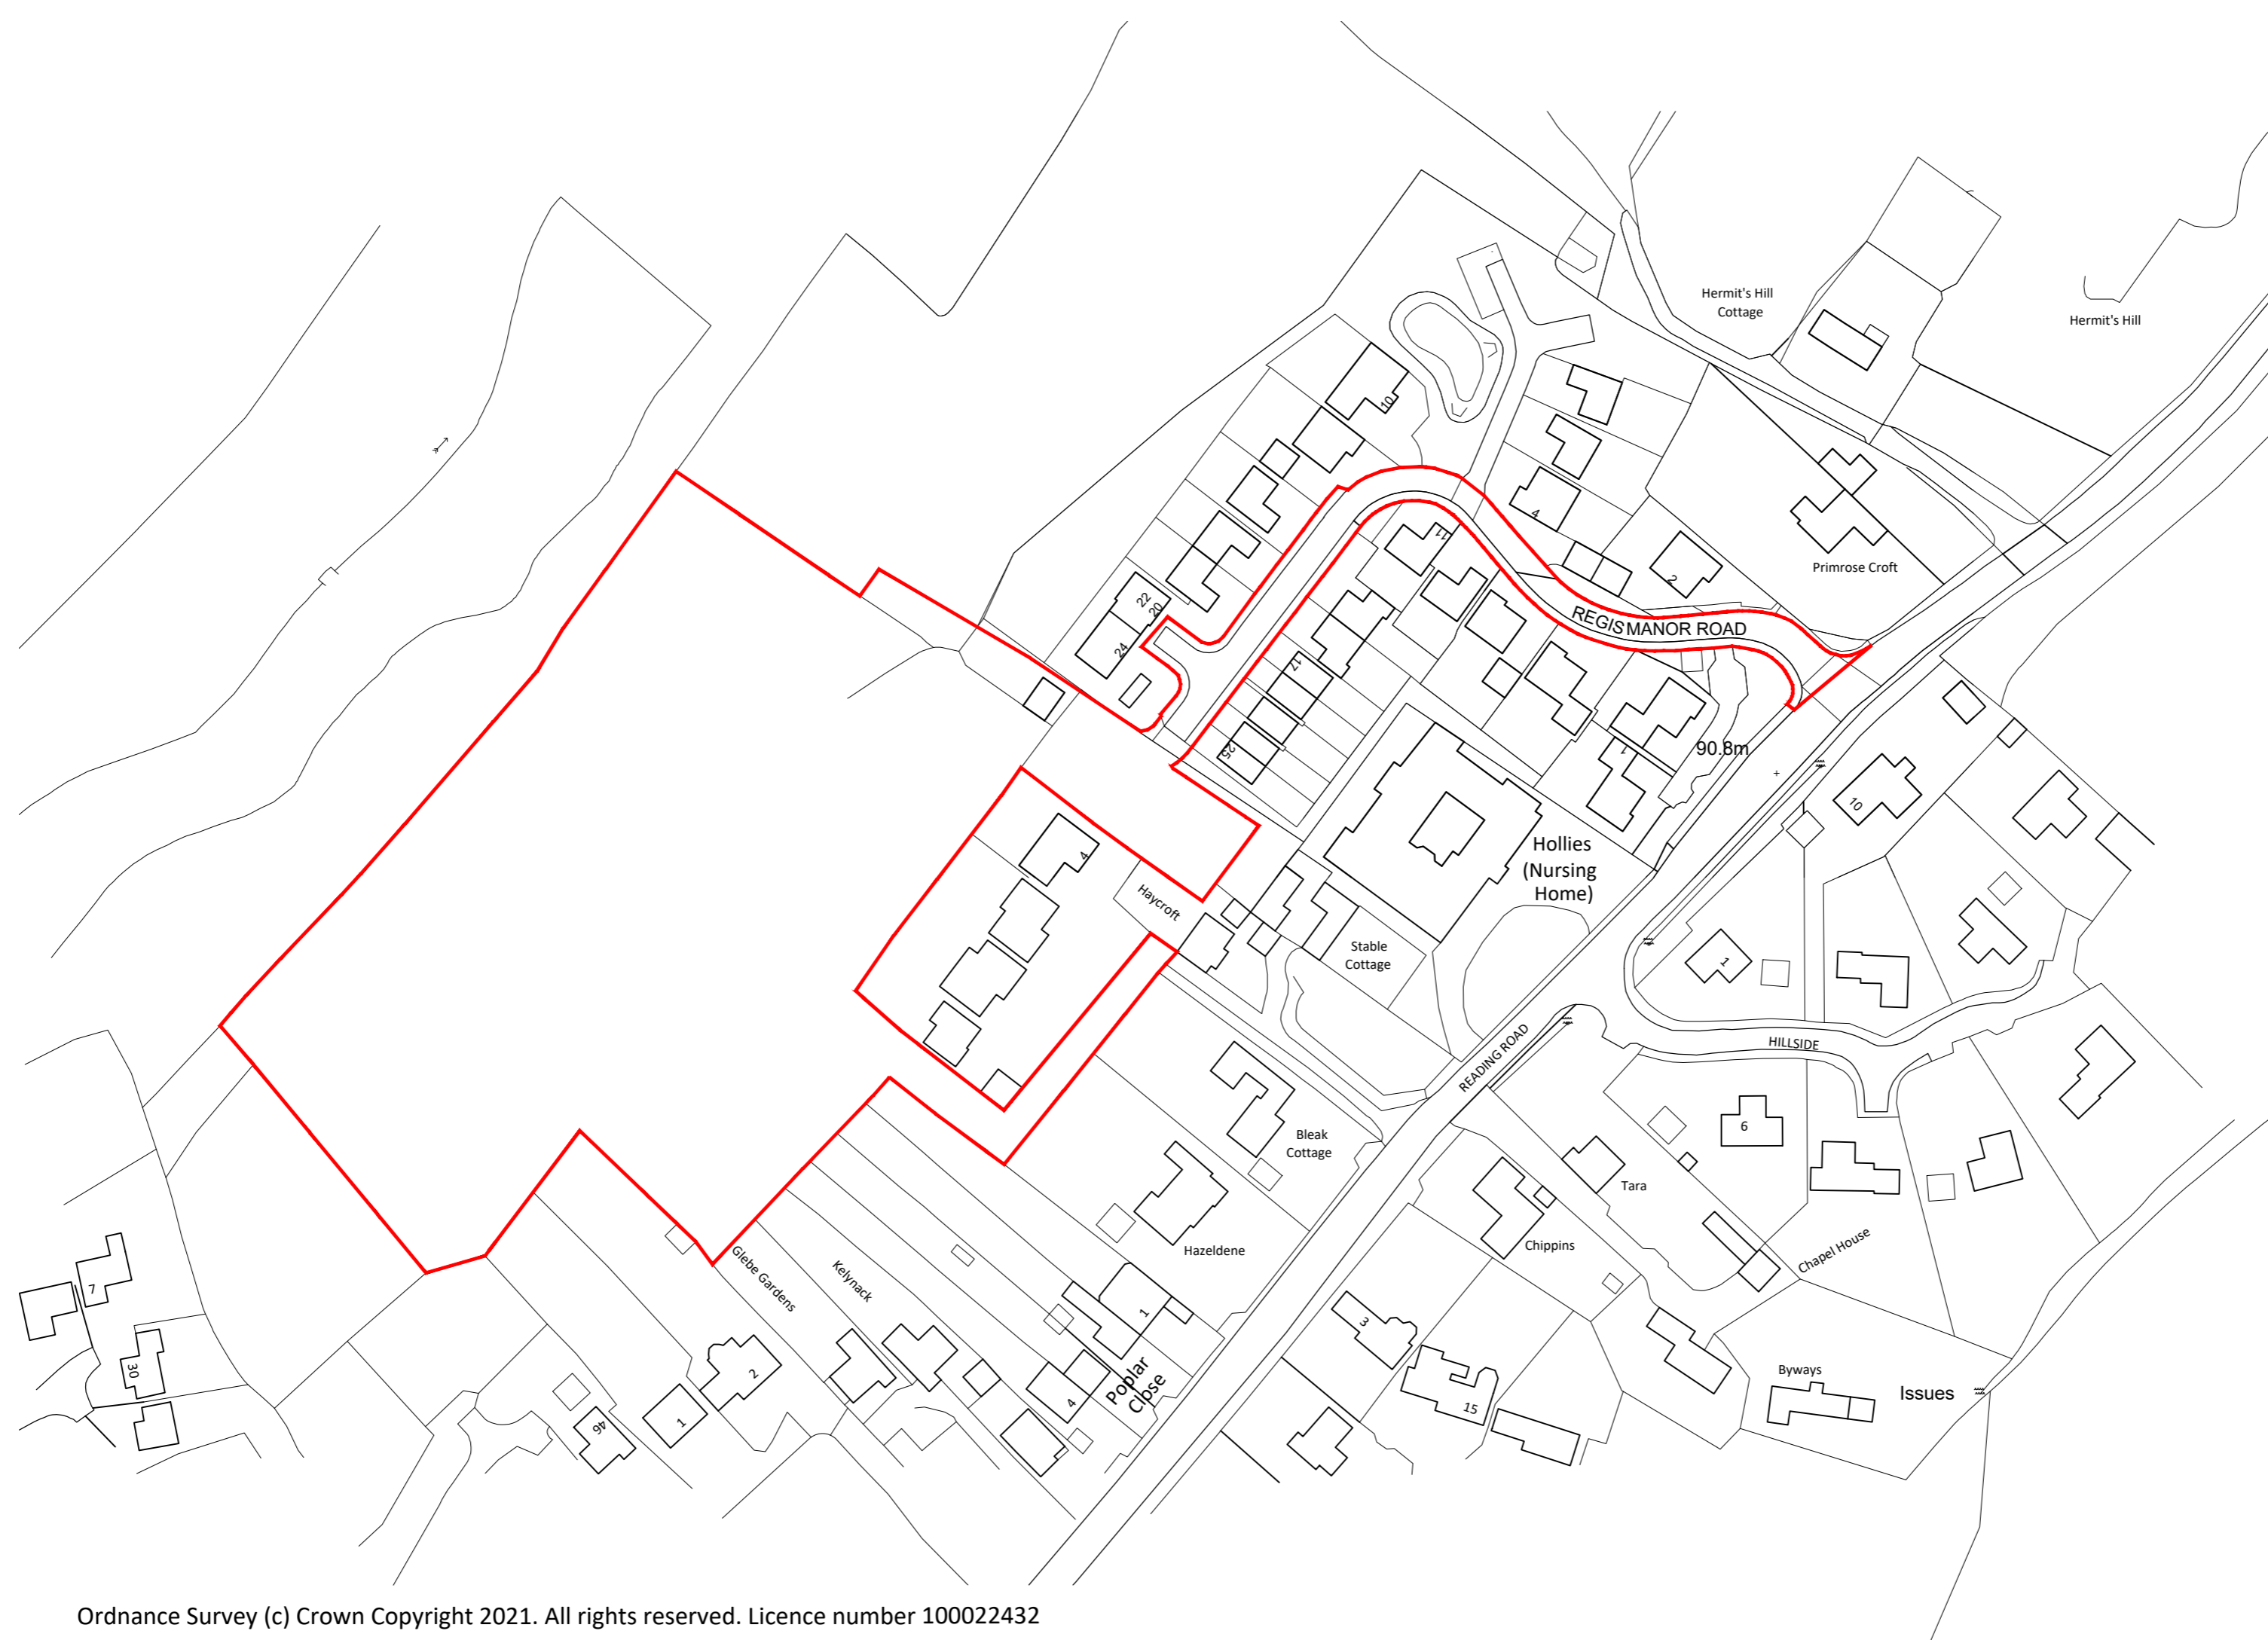 Hermit's Hill
Cottage
Hermit's Hill
10
4
11
2
Primrose Croft
22
20
24
REGIS MANOR ROAD
17
25
1
90.8m
10
4
Haycroft
Hollies
(Nursing
Home)
Stable
Cottage
1
READING ROAD
HILLSIDE
6
Bleak
Cottage
Tara
Hazeldene
Chippins
Chapel House
Glebe Gardens
Kelynack
7
30
1
3
2
4
Poplar
Close
1
46
15
Byways
Issues
Ordnance Survey (c) Crown Copyright 2021. All rights reserved. Licence number 100022432